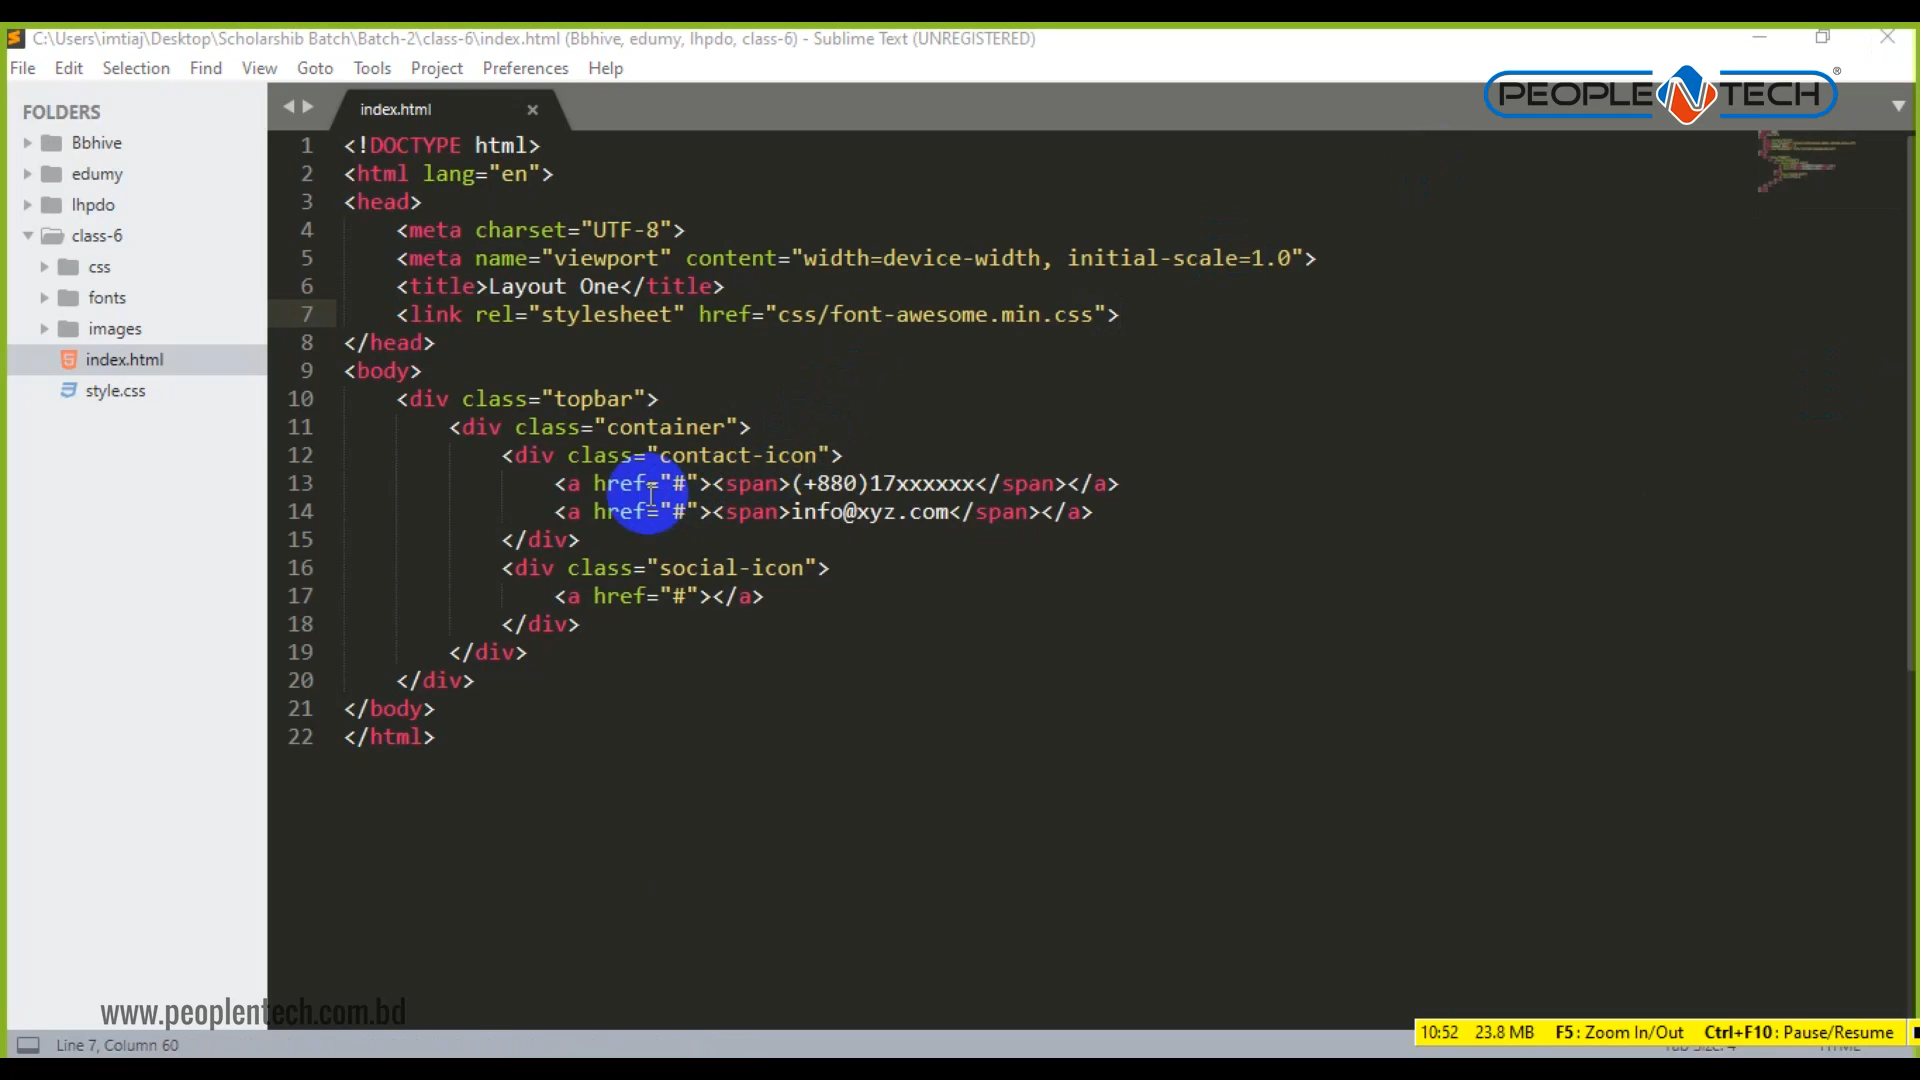 C:\Users\imtiaj\Desktop\Scholarshib Batch\Batch-2\class-6\index.html (Bbhive, edumy, lhpdo, class-6) - Sublime Text (UNREGISTERED)
File Edit Selection Find View Goto Tools Project Preferences Help
PEOPLE N TECH ®
FOLDERS
Bbhive
edumy
lhpdo
class-6
css
fonts
images
index.html
style.css
index.html
1 <!DOCTYPE html>
2 <html lang="en">
3 <head>
4 <meta charset="UTF-8">
5 <meta name="viewport" content="width=device-width, initial-scale=1.0">
6 <title>Layout One</title>
7 <link rel="stylesheet" href="css/font-awesome.min.css">
8 </head>
9 <body>
10 <div class="topbar">
11 <div class="container">
12 <div class="contact-icon">
13 <a href="#"><span>(+880)17xxxxxx</span></a>
14 <a href="#"><span>info@xyz.com</span></a>
15 </div>
16 <div class="social-icon">
17 <a href="#"></a>
18 </div>
19 </div>
20 </div>
21 </body>
22 </html>
www.peoplentech.com.bd
10:52 23.8 MB F5: Zoom In/Out Ctrl+F10: Pause/Resume
Line 7, Column 60